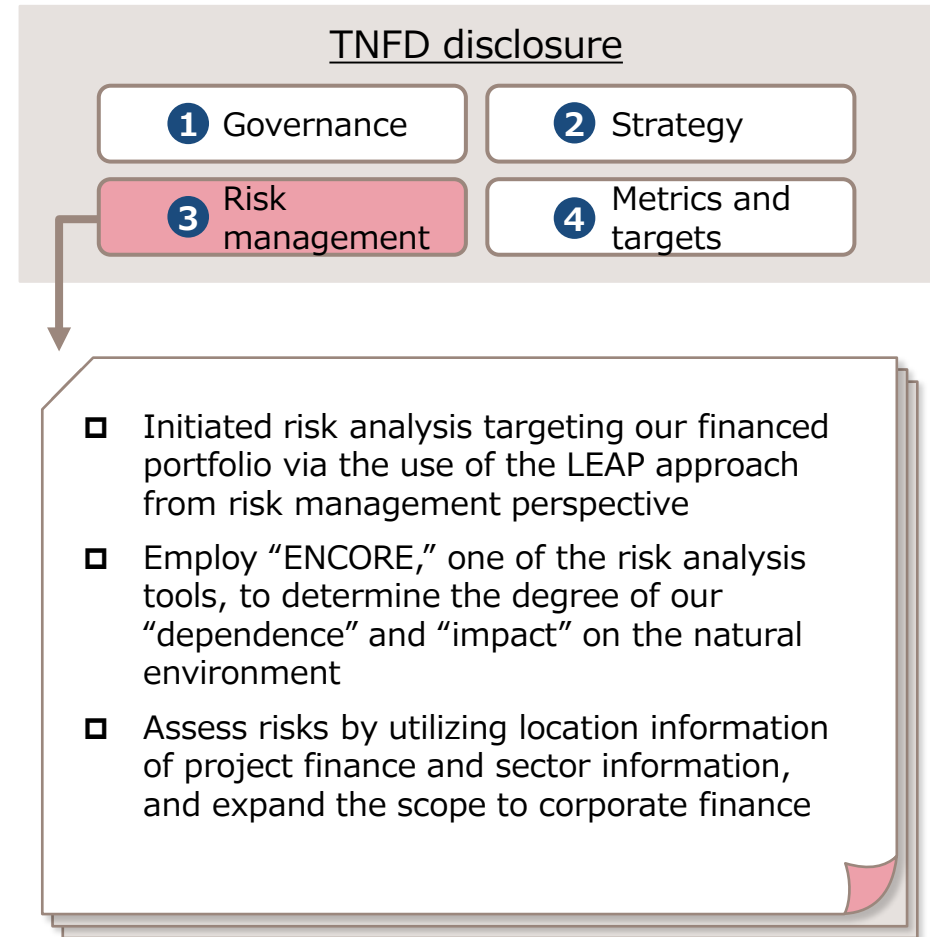 TNFD disclosure
1 Governance
2 Strategy
3 Risk
management
4 Metrics and
targets
Initiated risk analysis targeting our financed
portfolio via the use of the LEAP approach
from risk management perspective
Employ “ENCORE,” one of the risk analysis
tools, to determine the degree of our
“dependence” and “impact” on the natural
environment
Assess risks by utilizing location information
of project finance and sector information,
and expand the scope to corporate finance